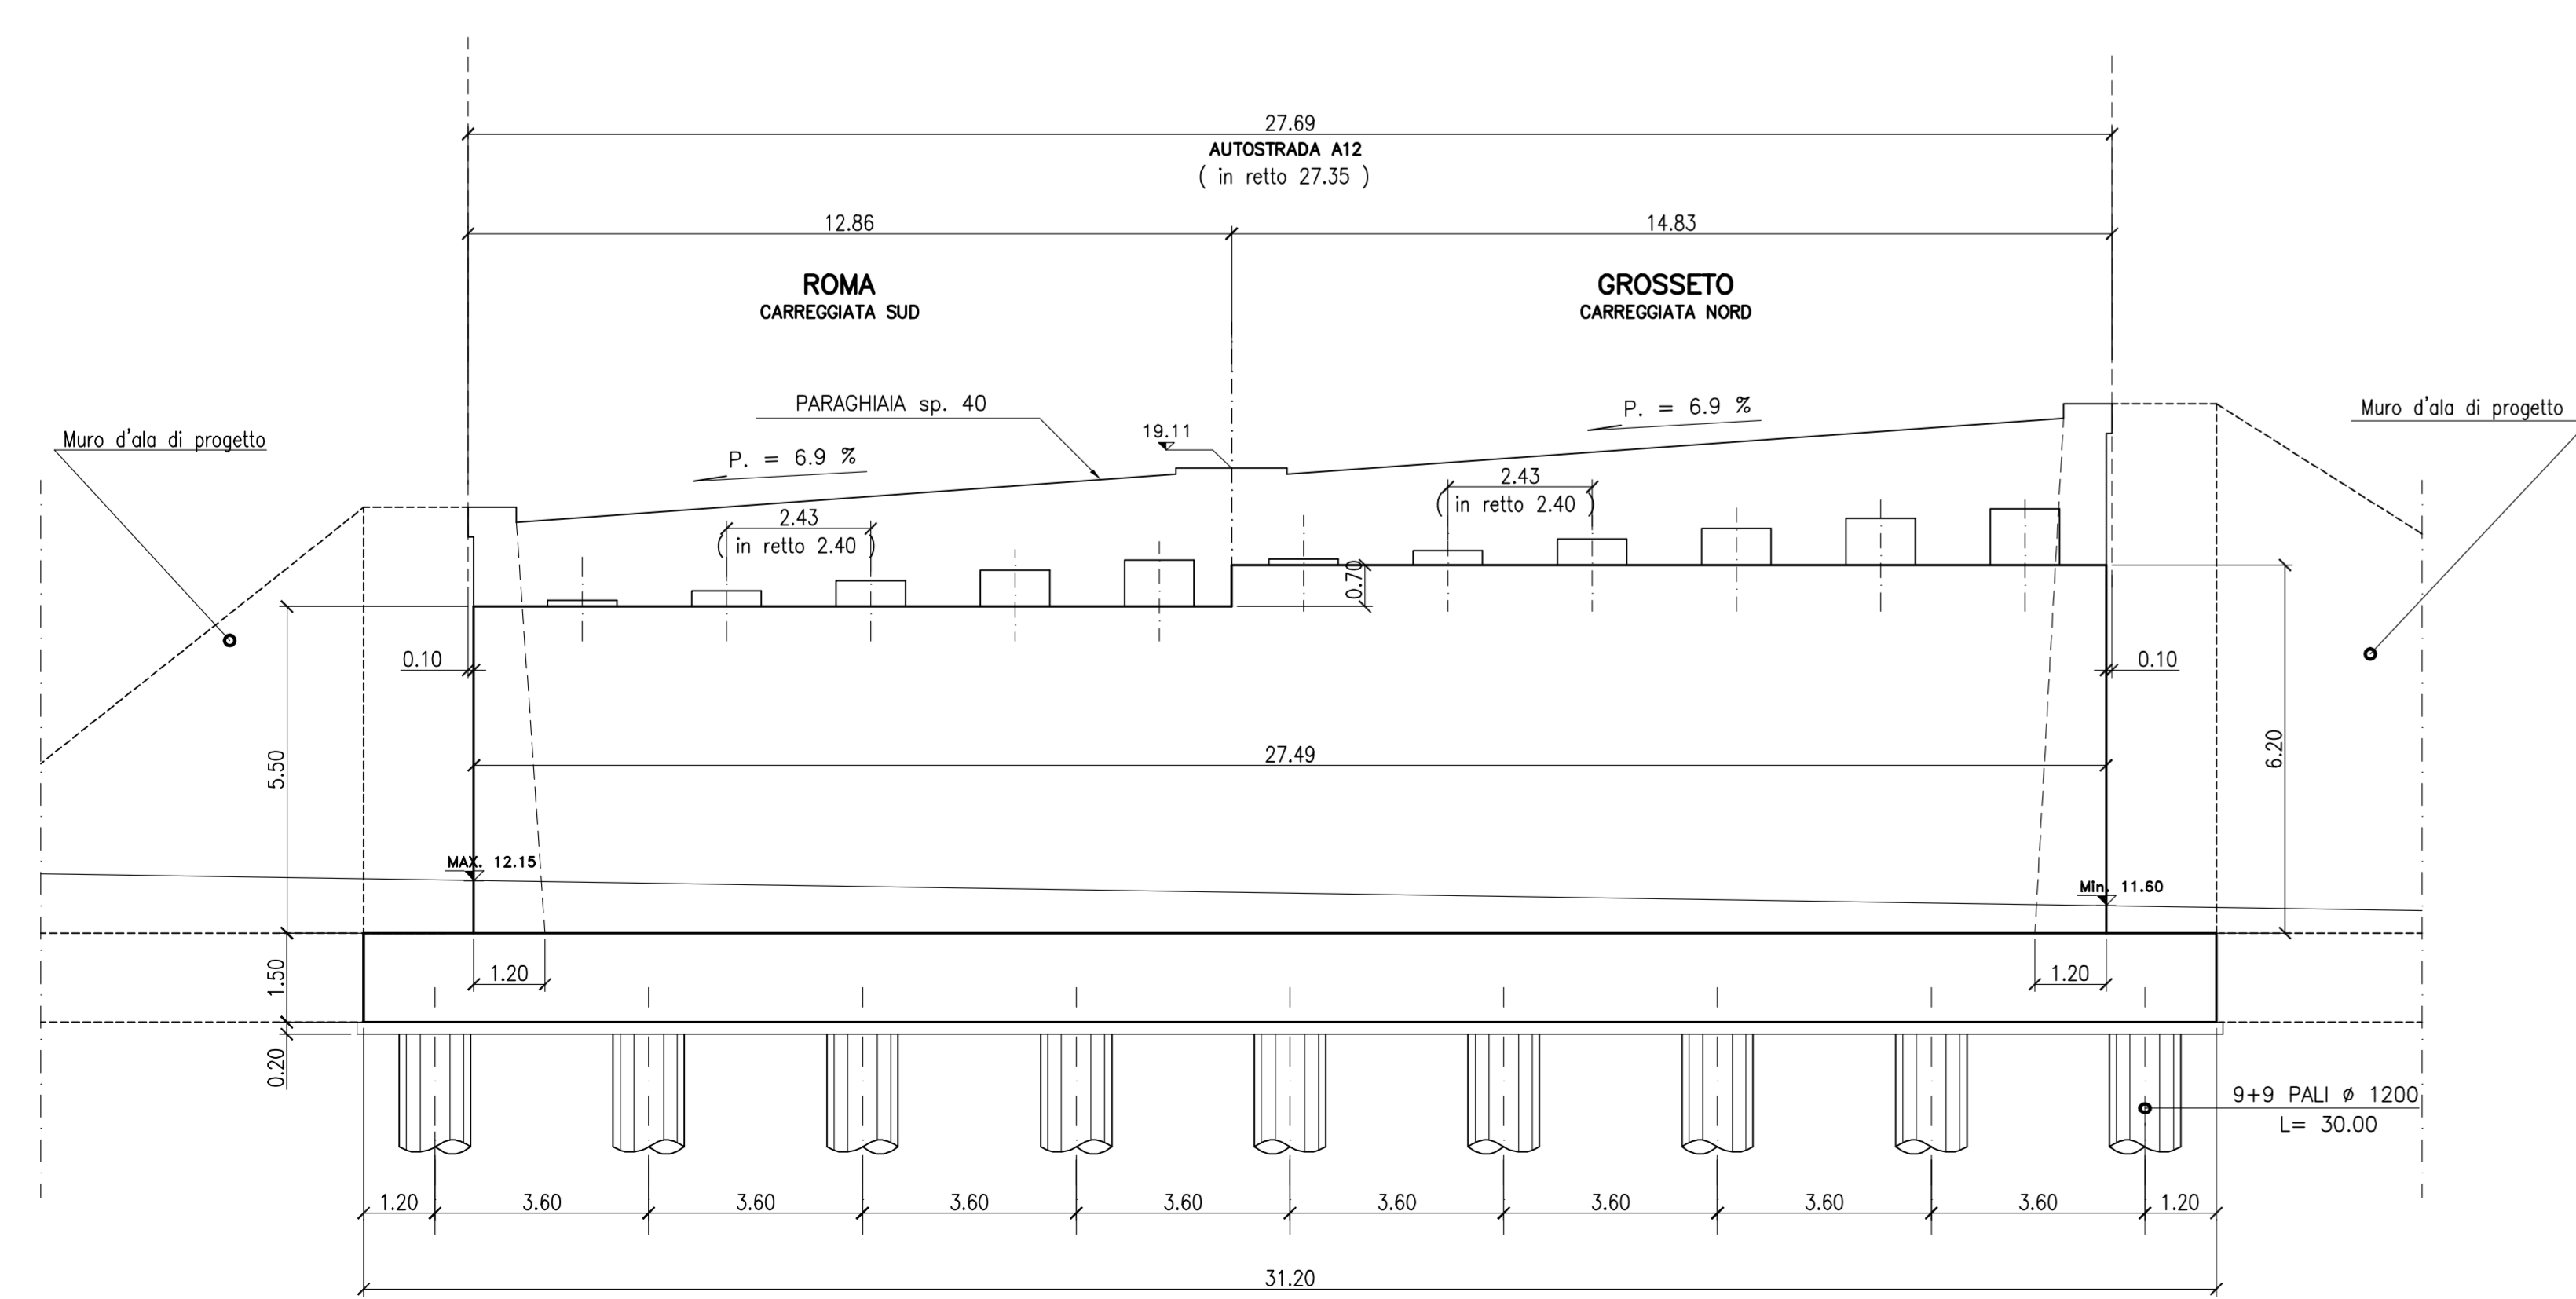 27.69
AUTOSTRADA A12
( in retto 27.35 )
12.86
14.83
ROMA
CARREGGIATA SUD
GROSSETO
CARREGGIATA NORD
PARAGHIAIA sp. 40
P. = 6.9 %
Muro d'ala di progetto
Muro d'ala di progetto
19.11
P. = 6.9 %
2.43
( in retto 2.40 )
2.43
( in retto 2.40 )
0.70
0.10
0.10
5.50
27.49
6.20
MAX. 12.15
Min. 11.60
1.50
1.20
1.20
0.20
9+9 PALI ø 1200
L= 30.00
1.20
3.60
3.60
3.60
3.60
3.60
3.60
3.60
3.60
1.20
31.20